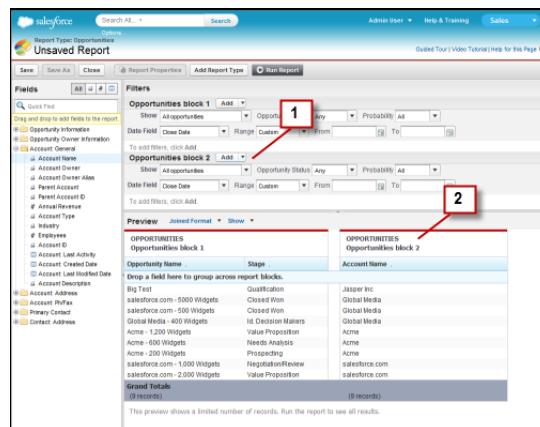 salesforce Search All... Search Admin User Help & Training Sales
Options
Report Type: Opportunities
Unsaved Report
Guided Tour | Video Tutorial | Help for this Page
Save Save As Close Report Properties Add Report Type Run Report
Fields All a # Filters
Quick Find
Drag and drop to add fields to the report.
Opportunity Information
Opportunity Owner Information
Account: General
a Account Name
a Account Owner
a Account Owner Alias
a Parent Account
a Parent Account ID
# Annual Revenue
a Account Type
a Industry
# Employees
a Account ID
Account: Last Activity
Account: Created Date
Account: Last Modified Date
a Account Description
Account: Address
Account: Ph/Fax
Primary Contact
Contact: Address
Opportunities block 1 Add
Show All opportunities Opportunity Any Probability All
Date Field Close Date Range Custom From To
To add filters, click Add.
1
Opportunities block 2 Add
Show All opportunities Opportunity Status Any Probability All
Date Field Close Date Range Custom From To
To add filters, click Add.
2
Preview Joined Format Show
OPPORTUNITIES OPPORTUNITIES
Opportunities block 1 Opportunities block 2
Opportunity Name Stage Account Name
Drop a field here to group across report blocks.
Big Test Qualification Jasper Inc
salesforce.com - 5000 Widgets Closed Won Global Media
salesforce.com - 500 Widgets Closed Won Global Media
Global Media - 400 Widgets Id. Decision Makers Global Media
Acme - 1,200 Widgets Value Proposition Acme
Acme - 600 Widgets Needs Analysis Acme
Acme - 200 Widgets Prospecting Acme
salesforce.com - 1,000 Widgets Negotiation/Review salesforce.com
salesforce.com - 2,000 Widgets Value Proposition salesforce.com
Grand Totals
(9 records) (9 records)
This preview shows a limited number of records. Run the report to see all results.